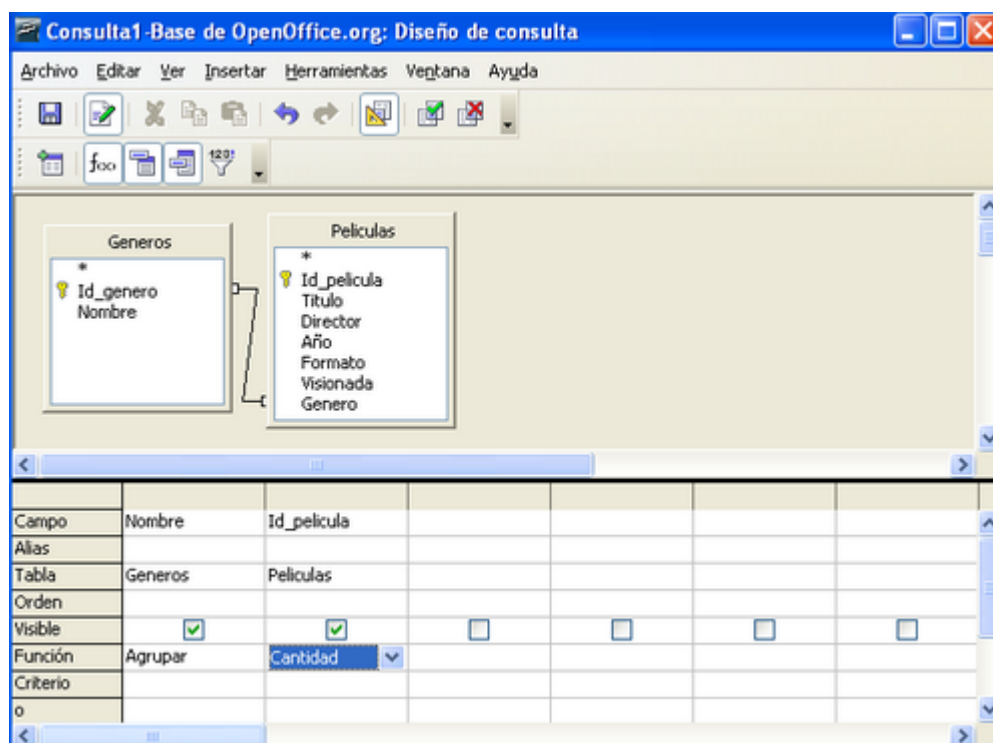 Consulta1-Base de OpenOffice.org: Diseño de consulta
Archivo Editar Ver Insertar Herramientas Ventana Ayuda
Generos
*
Id_genero
Nombre
Peliculas
*
Id_pelicula
Titulo
Director
Año
Formato
Visionada
Genero
Campo Nombre Id_pelicula
Alias
Tabla Generos Peliculas
Orden
Visible
Función Agrupar Cantidad
Criterio
o